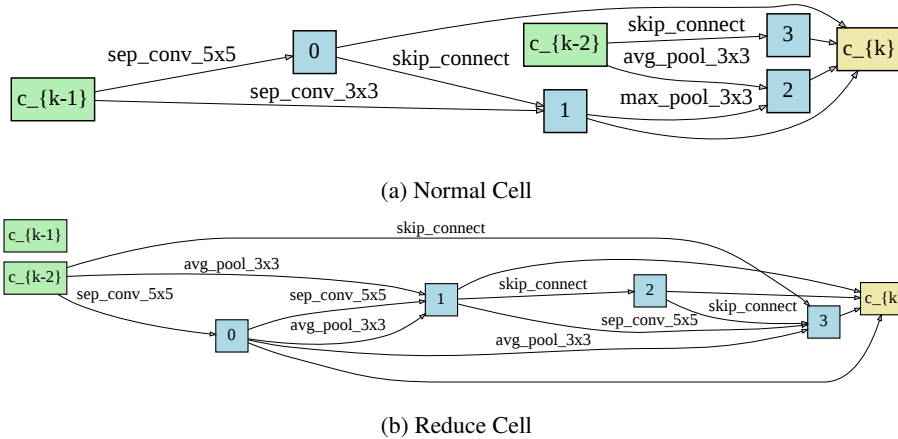 skip_connect
c_{k-2}
3
c_{k}
sep_conv_5x5
0
skip_connect
avg_pool_3x3
c_{k-1}
sep_conv_3x3
2
max_pool_3x3
1
(a) Normal Cell
c_{k-1}
skip_connect
c_{k-2}
avg_pool_3x3
sep_conv_5x5
sep_conv_5x5
1
skip_connect
2
c_{k
0
avg_pool_3x3
sep_conv_5x5
skip_connect
3
avg_pool_3x3
(b) Reduce Cell